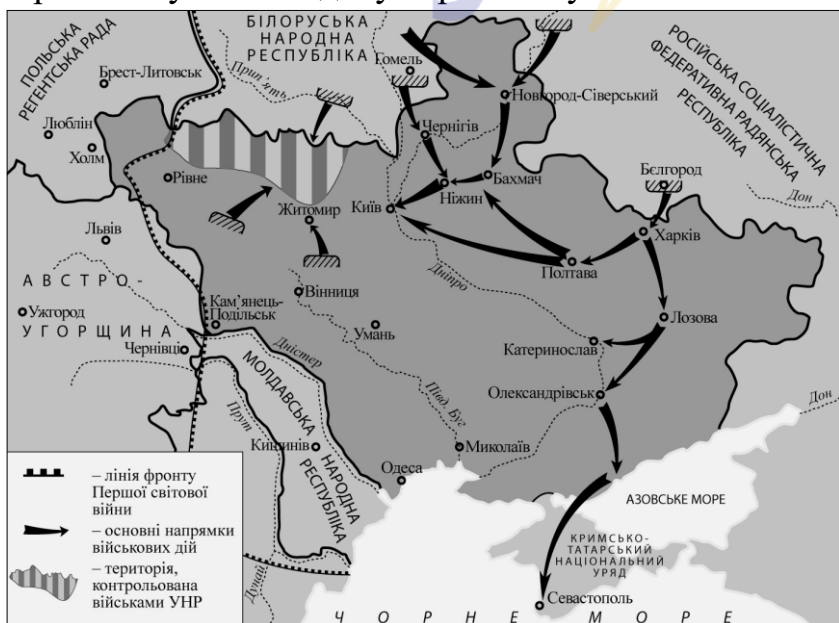 БІЛОРУСЬКА
НАРОДНА
РЕСПУБЛІКА
ПОЛЬСЬКА
РЕГЕНТСЬКА РАДА
РОСІЙСЬКА СОЦІАЛІСТИЧНА
ФЕДЕРАТИВНА РАДЯНСЬКА
РЕСПУБЛІКА
Брест-Литовськ
Прип'ять
Гомель
Новгород-Сіверський
Люблін
Холм
Чернігів
Рівне
Бахмач
Ніжин
Бєлгород
Дон
Київ
Житомир
Харків
Львів
Полтава
АВСТРО-
УГОРЩИНА
Ужгород
Кам'янець-
Подільськ
Вінниця
Дніпро
Лозова
Умань
Чернівці
Дністер
Катеринослав
Олександрівськ
Півд. Буг
Дон
МОЛДАВСЬКА
НАРОДНА
РЕСПУБЛІКА
Прут
Кишинів
Миколаїв
Одеса
АЗОВСЬКЕ МОРЕ
КРИМСЬКО-
ТАТАРСЬКИЙ
НАЦІОНАЛЬНИЙ
УРЯД
Севастополь
Дунай
ЧОРНЕ МОРЕ
– лінія фронту
Першої світової
війни
– основні напрямки
військових дій
– територія,
контрольована
військами УНР